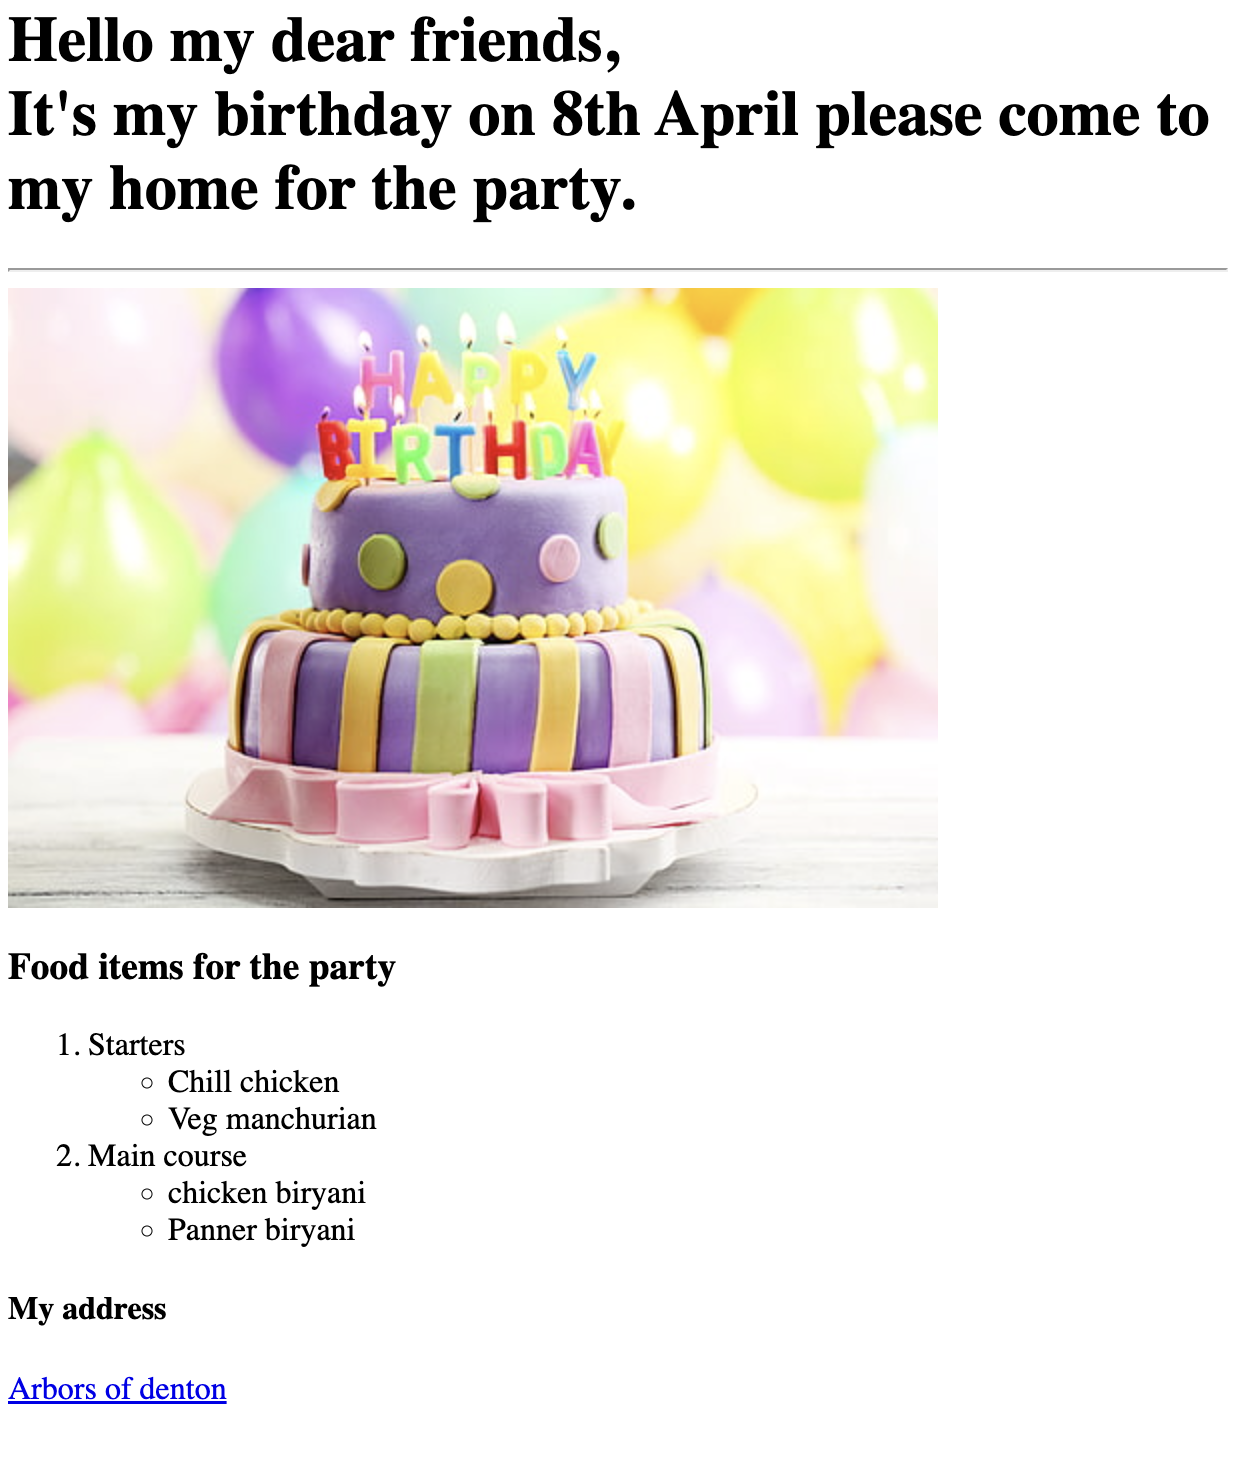 Hello my dear friends,
It's my birthday on 8th April please come to
my home for the party.
HAPPY
BIRTHDAY
Food items for the party
1. Starters
◦ Chill chicken
◦ Veg manchurian
2. Main course
◦ chicken biryani
◦ Panner biryani
My address
Arbors of denton